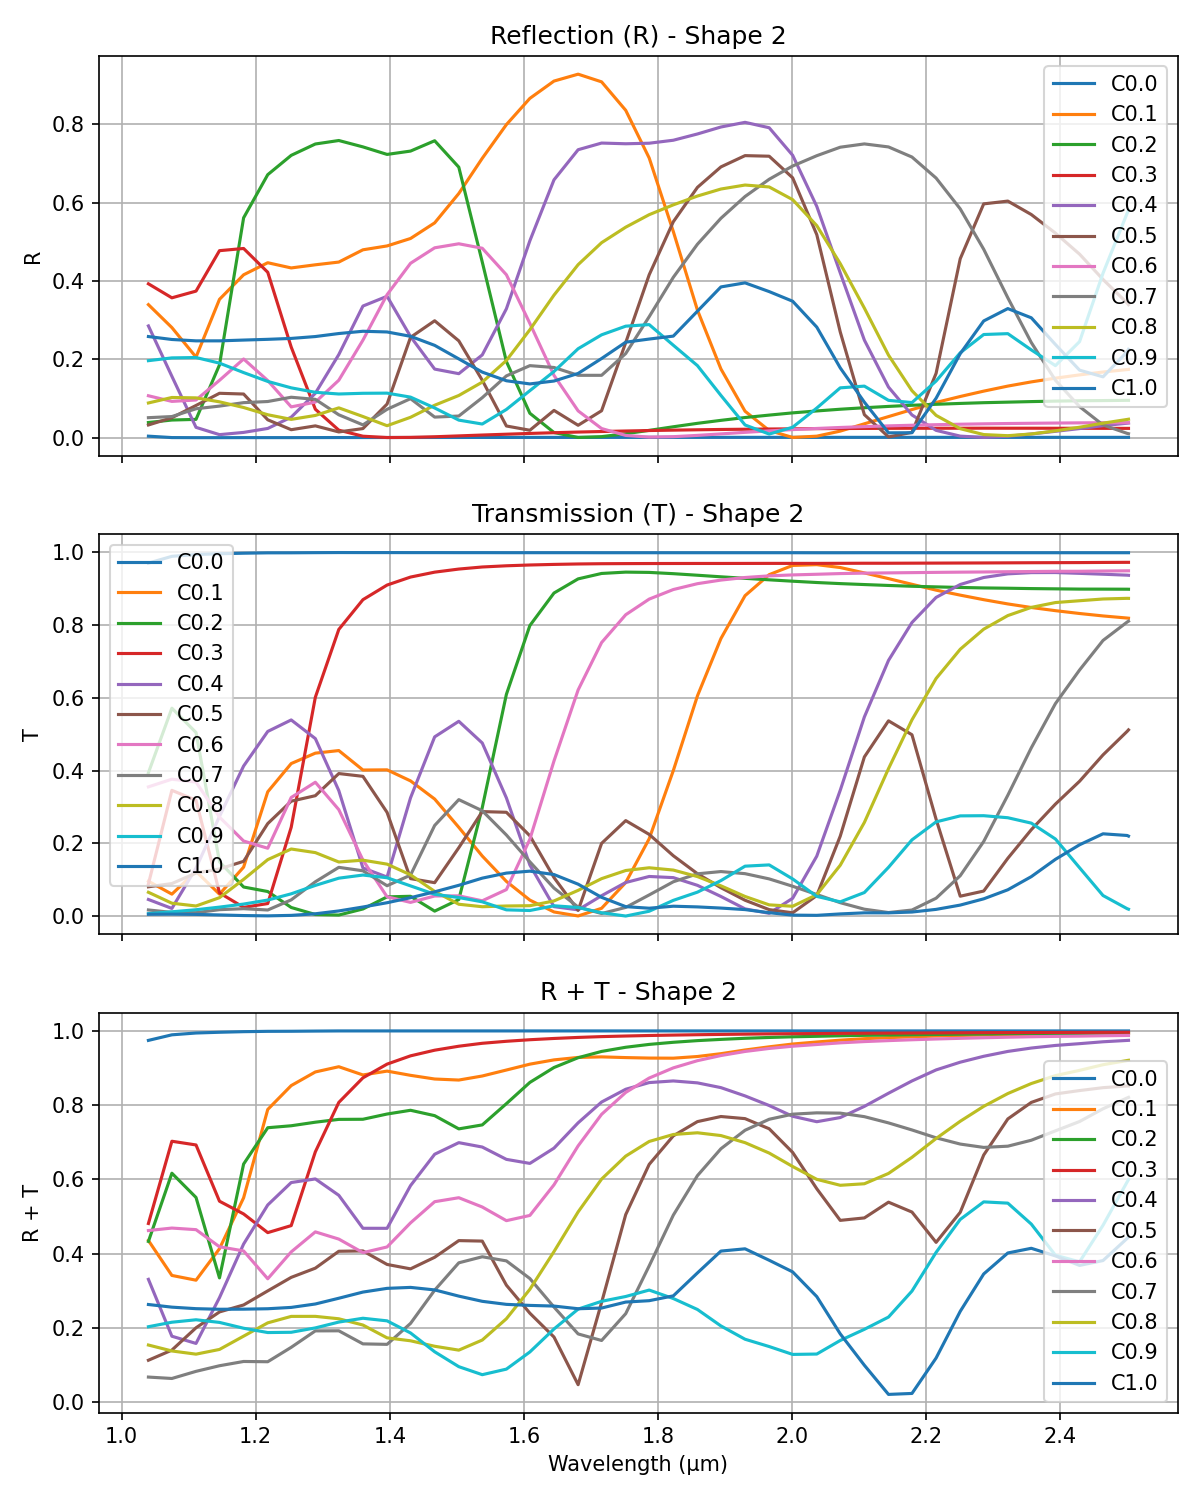 Reflection (R) - Shape 2
R
0.8
0.6
0.4
0.2
0.0
C0.0
C0.1
C0.2
C0.3
C0.4
C0.5
C0.6
C0.7
C0.8
C0.9
C1.0
Transmission (T) - Shape 2
T
1.0
0.8
0.6
0.4
0.2
0.0
C0.0
C0.1
C0.2
C0.3
C0.4
C0.5
C0.6
C0.7
C0.8
C0.9
C1.0
R + T - Shape 2
R + T
1.0
0.8
0.6
0.4
0.2
0.0
C0.0
C0.1
C0.2
C0.3
C0.4
C0.5
C0.6
C0.7
C0.8
C0.9
C1.0
1.0 1.2 1.4 1.6 1.8 2.0 2.2 2.4
Wavelength (μm)